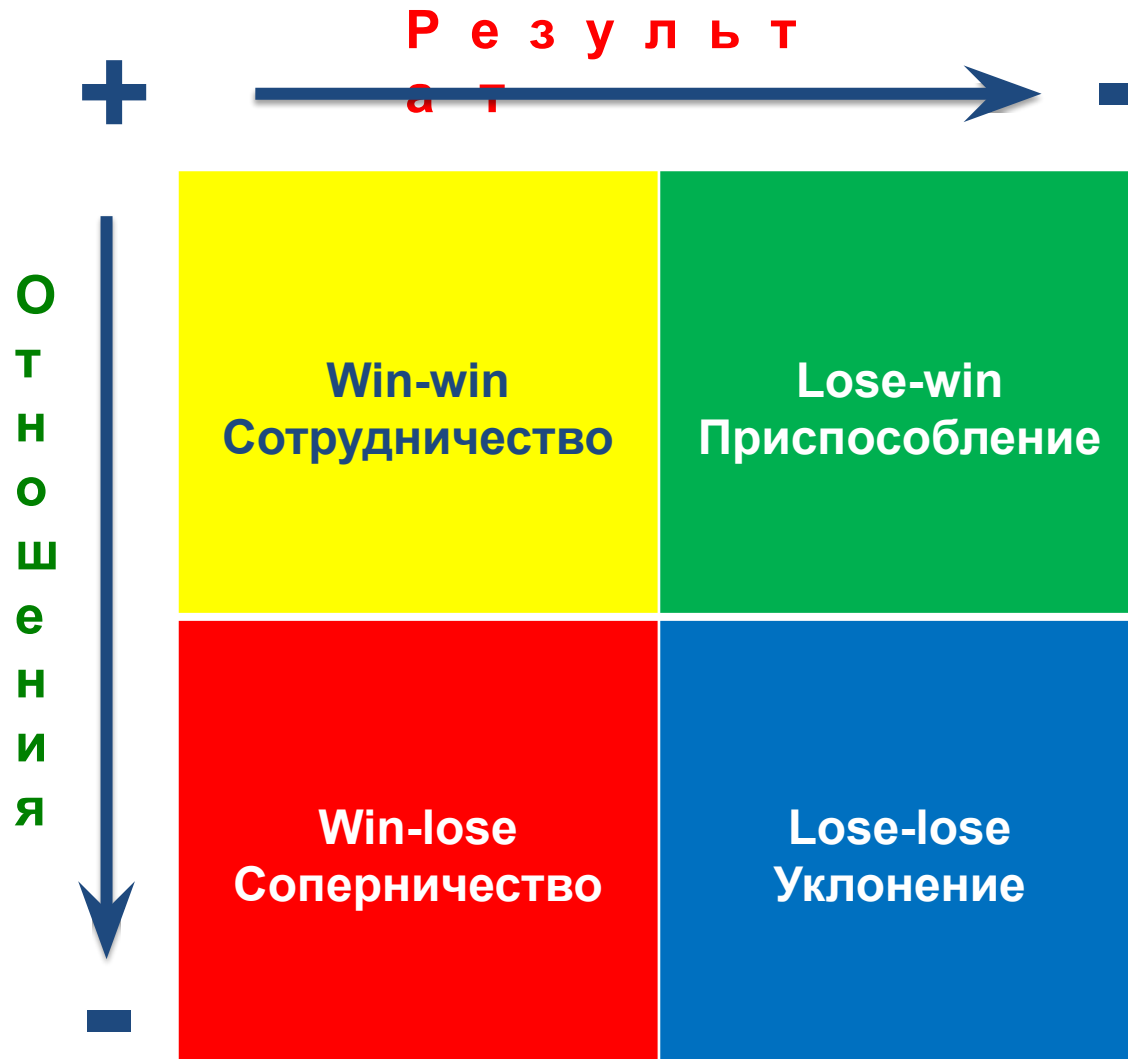 Р е з у л ь т
а т
+
-
О
т
н
о
ш
е
н
и
я
Win-win
Сотрудничество
Lose-win
Приспособление
Win-lose
Соперничество
Lose-lose
Уклонение
-